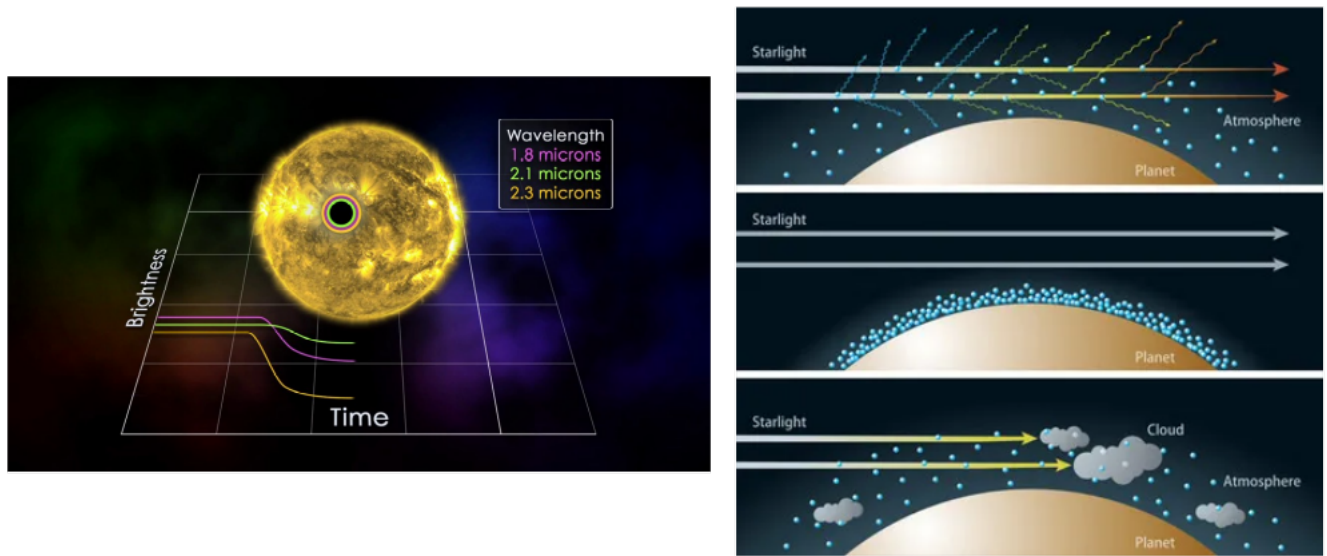 Wavelength
1.8 microns
2.1 microns
2.3 microns
Brightness
Time
Starlight
Atmosphere
Planet
Starlight
Planet
Starlight
Cloud
Atmosphere
Planet